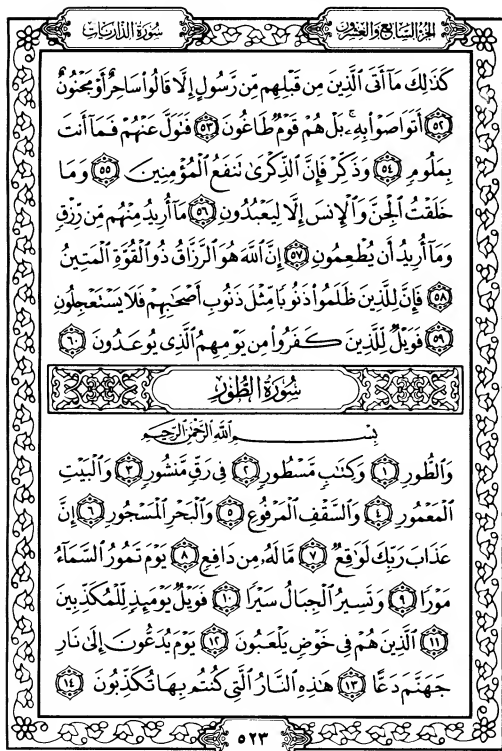 الجزء السابع والعشرون
سورة الذاريات
كَذَٰلِكَ مَآ أَتَى ٱلَّذِينَ مِن قَبْلِهِم مِّن رَّسُولٍ إِلَّا قَالُوا۟ سَاحِرٌ أَوْ مَجْنُونٌ
٥٢ أَتَوَاصَوْا۟ بِهِۦ ۚ بَلْ هُمْ قَوْمٌ طَاغُونَ ٥٣ فَتَوَلَّ عَنْهُمْ فَمَآ أَنتَ
بِمَلُومٍ ٥٤ وَذَكِّرْ فَإِنَّ ٱلذِّكْرَىٰ تَنفَعُ ٱلْمُؤْمِنِينَ ٥٥ وَمَا
خَلَقْتُ ٱلْجِنَّ وَٱلْإِنسَ إِلَّا لِيَعْبُدُونِ ٥٦ مَآ أُرِيدُ مِنْهُم مِّن رِّزْقٍ
وَمَآ أُرِيدُ أَن يُطْعِمُونِ ٥٧ إِنَّ ٱللَّهَ هُوَ ٱلرَّزَّاقُ ذُو ٱلْقُوَّةِ ٱلْمَتِينُ
٥٨ فَإِنَّ لِلَّذِينَ ظَلَمُوا۟ ذَنُوبًا مِّثْلَ ذَنُوبِ أَصْحَٰبِهِمْ فَلَا يَسْتَعْجِلُونِ
٥٩ فَوَيْلٌ لِّلَّذِينَ كَفَرُوا۟ مِن يَوْمِهِمُ ٱلَّذِى يُوعَدُونَ ٦٠
سورة الطور
بِسْمِ ٱللَّهِ ٱلرَّحْمَٰنِ ٱلرَّحِيمِ
وَٱلطُّورِ ١ وَكِتَٰبٍ مَّسْطُورٍ ٢ فِى رَقٍّ مَّنشُورٍ ٣ وَٱلْبَيْتِ
ٱلْمَعْمُورِ ٤ وَٱلسَّقْفِ ٱلْمَرْفُوعِ ٥ وَٱلْبَحْرِ ٱلْمَسْجُورِ ٦ إِنَّ
عَذَابَ رَبِّكَ لَوَٰقِعٌ ٧ مَّا لَهُۥ مِن دَافِعٍ ٨ يَوْمَ تَمُورُ ٱلسَّمَآءُ
مَوْرًا ٩ وَتَسِيرُ ٱلْجِبَالُ سَيْرًا ١٠ فَوَيْلٌ يَوْمَئِذٍ لِّلْمُكَذِّبِينَ
١١ ٱلَّذِينَ هُمْ فِى خَوْضٍ يَلْعَبُونَ ١٢ يَوْمَ يُدَعُّونَ إِلَىٰ نَارِ
جَهَنَّمَ دَعًّا ١٣ هَٰذِهِ ٱلنَّارُ ٱلَّتِى كُنتُم بِهَا تُكَذِّبُونَ ١٤
٥٢٣